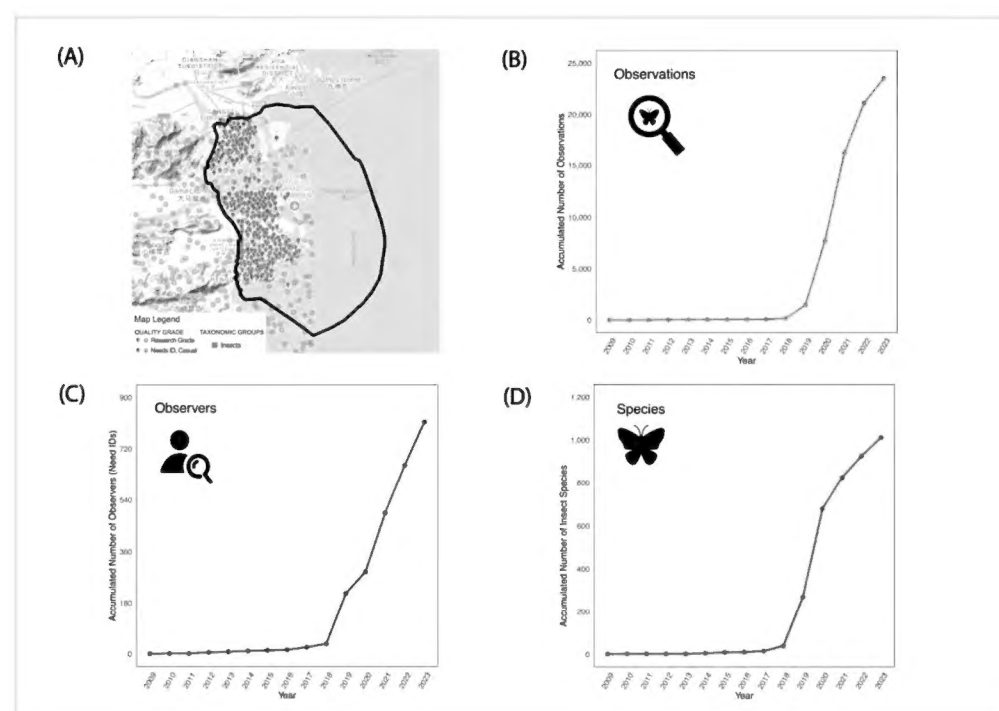 (A)
Map Legend
QUALITY GRADE TAXONOMIC GROUPS
Research Grade Insects
Needs ID, Casual
(B)
Observations
Accumulated Number of Observations
25,000
20,000
15,000
10,000
5,000
0
2009 2010 2011 2012 2013 2014 2015 2016 2017 2018 2019 2020 2021 2022 2023
Year
(C)
Observers
Accumulated Number of Observers (Need IDs)
900
720
540
360
180
0
2009 2010 2011 2012 2013 2014 2015 2016 2017 2018 2019 2020 2021 2022 2023
Year
(D)
Species
Accumulated Number of Insect Species
1,200
1,000
800
600
400
200
0
2009 2010 2011 2012 2013 2014 2015 2016 2017 2018 2019 2020 2021 2022 2023
Year